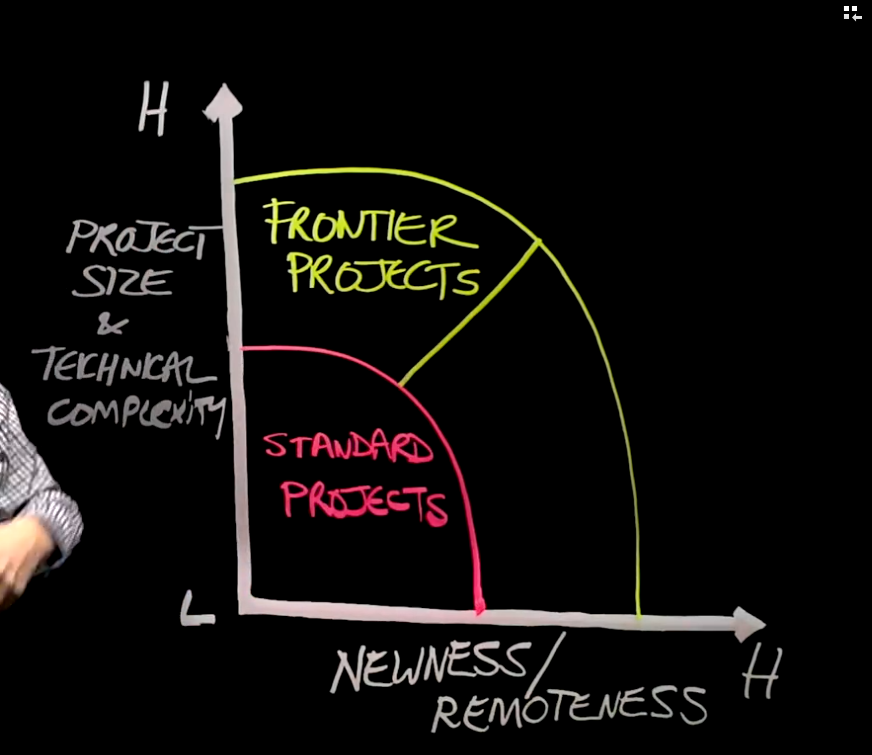 H
FRONTIER
PROJECTS
PROJECT
SIZE
&
TECHNICAL
COMPLEXITY
STANDARD
PROJECTS
L
NEWNESS/
REMOTENESS
H